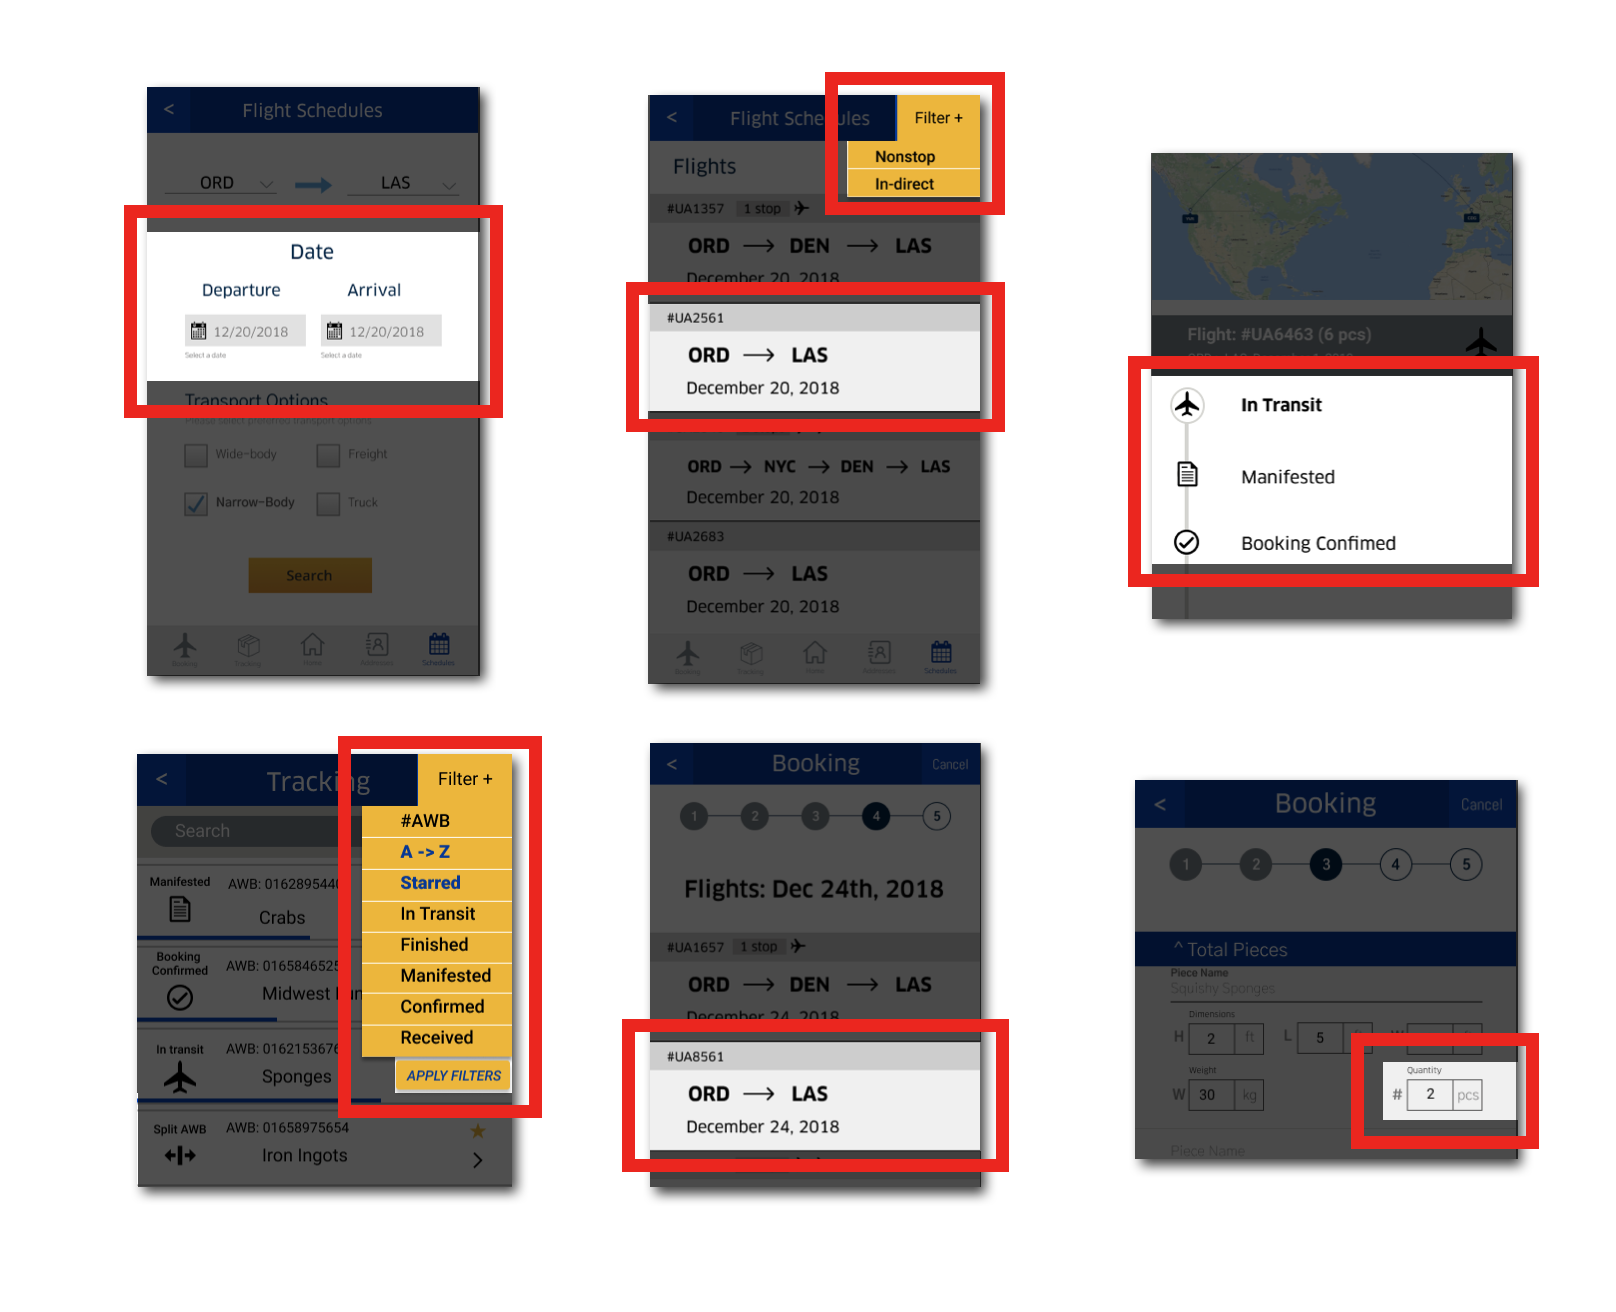 < Flight Schedules
ORD LAS
Date
Departure Arrival
12/20/2018 12/20/2018
Select a date Select a date
Transport Options
Please select preferred transport options
Wide-body Freight
Narrow-Body Truck
Search
Booking Tracking Home Addresses Schedules
< Flight Schedules Filter +
Nonstop
In-direct
Flights
#UA1357 1 stop
ORD → DEN → LAS
December 20, 2018
#UA2561
ORD → LAS
December 20, 2018
ORD → NYC → DEN → LAS
December 20, 2018
#UA2683
ORD → LAS
December 20, 2018
Booking Tracking Home Addresses Schedules
Flight: #UA6463 (6 pcs)
In Transit
Manifested
Booking Confimed
< Tracking Filter +
#AWB
A -> Z
Starred
In Transit
Finished
Manifested
Confirmed
Received
APPLY FILTERS
Search
Manifested AWB: 016289544
Crabs
Booking Confirmed AWB: 016584652
Midwest
In transit AWB: 016215367
Sponges
Split AWB AWB: 01658975654
Iron Ingots
< Booking Cancel
1 2 3 4 5
Flights: Dec 24th, 2018
#UA1657 1 stop
ORD → DEN → LAS
December 24, 2018
#UA8561
ORD → LAS
December 24, 2018
< Booking Cancel
1 2 3 4 5
^ Total Pieces
Piece Name
Squishy Sponges
Dimensions
H 2 ft L 5
Weight Quantity
W 30 kg # 2 pcs
Piece Name